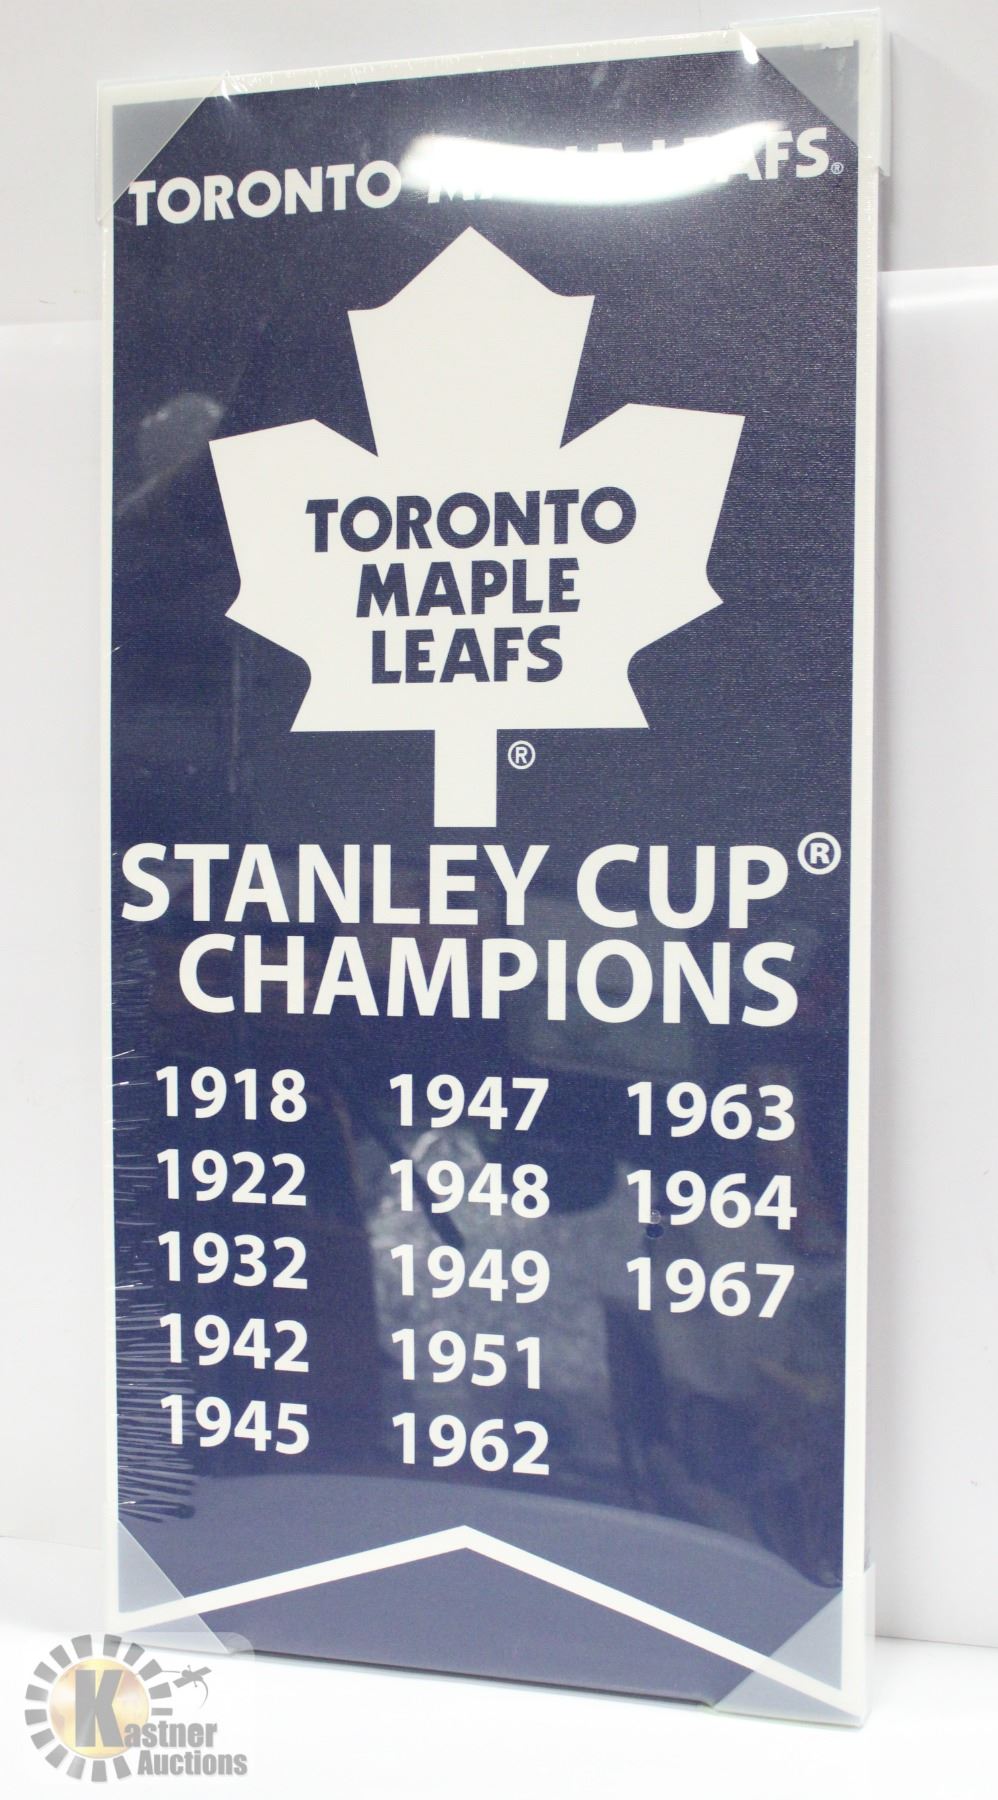 TORONTO LEAFS®
TORONTO
MAPLE
LEAFS
®
STANLEY CUP®
CHAMPIONS
1918 1947 1963
1922 1948 1964
1932 1949 1967
1942 1951
1945 1962
Kastner
Auctions